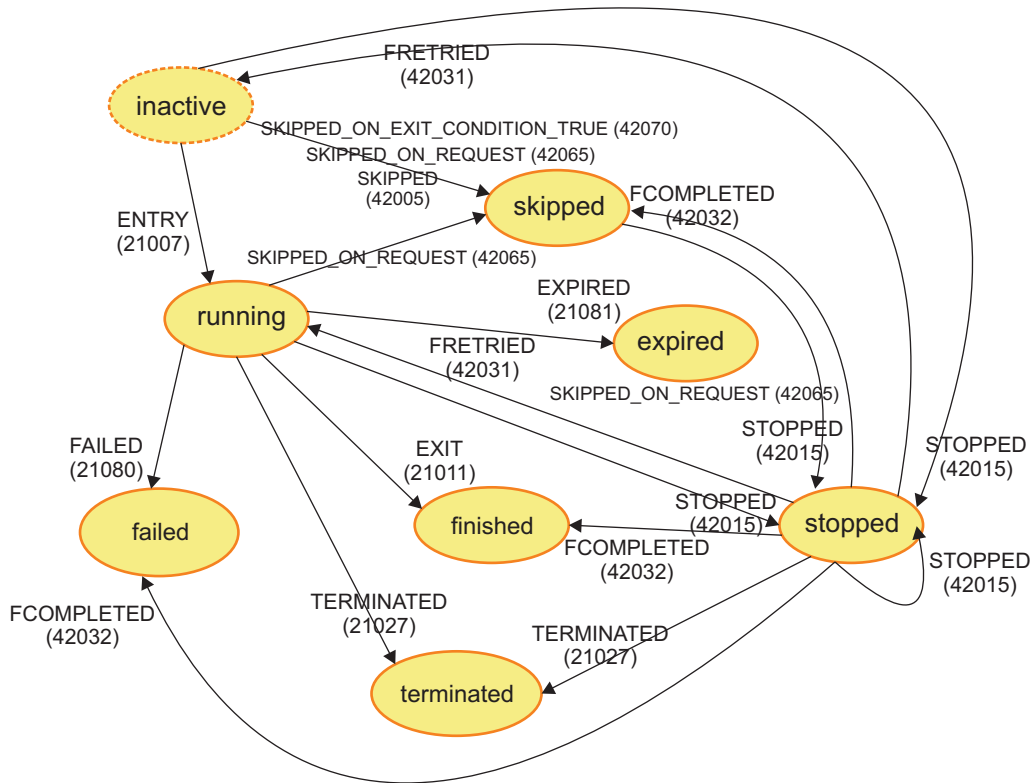 FRETRIED
(42031)
inactive
SKIPPED_ON_EXIT_CONDITION_TRUE (42070)
SKIPPED_ON_REQUEST (42065)
SKIPPED
(42005)
skipped
FCOMPLETED
(42032)
ENTRY
(21007)
SKIPPED_ON_REQUEST (42065)
running
EXPIRED
(21081)
expired
FRETRIED
(42031)
SKIPPED_ON_REQUEST (42065)
STOPPED
(42015)
STOPPED
(42015)
FAILED
(21080)
EXIT
(21011)
STOPPED
(42015)
failed
finished
stopped
FCOMPLETED
(42032)
STOPPED
(42015)
FCOMPLETED
(42032)
TERMINATED
(21027)
TERMINATED
(21027)
terminated